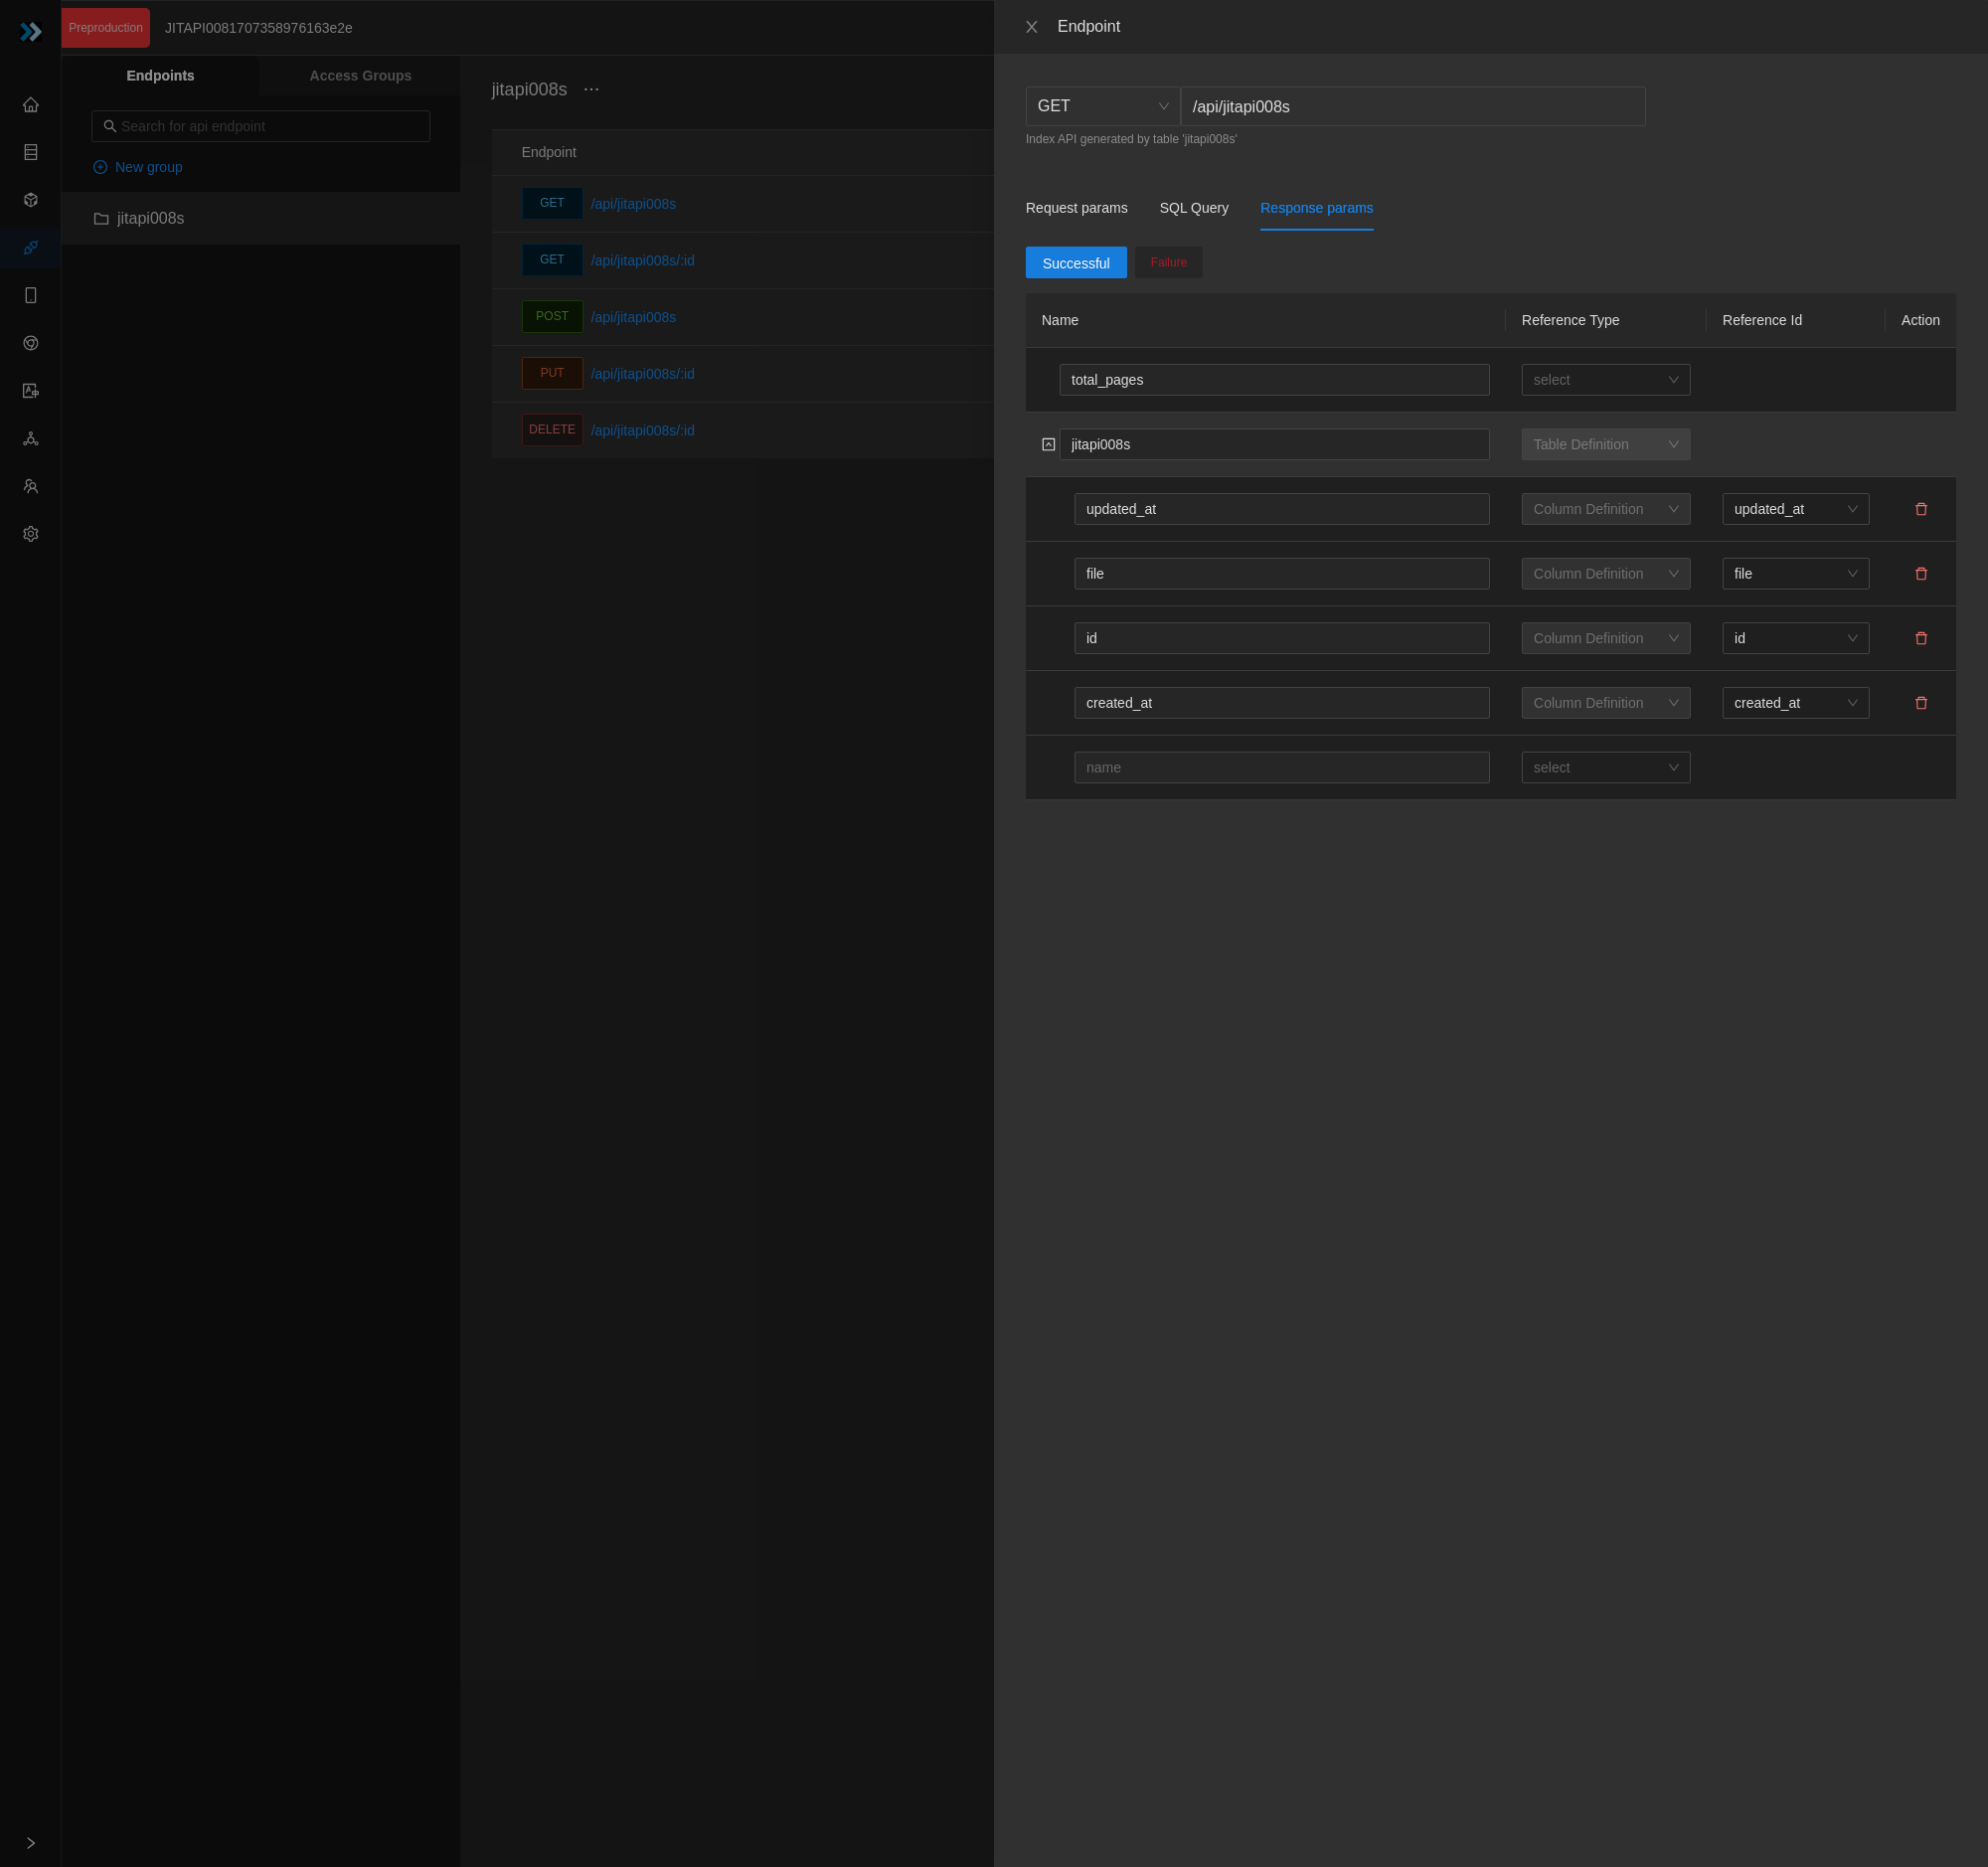 Preproduction JITAPI0081707358976163e2e
Endpoints Access Groups
Search for api endpoint
New group
jitapi008s
jitapi008s ...
Endpoint
GET /api/jitapi008s
GET /api/jitapi008s/:id
POST /api/jitapi008s
PUT /api/jitapi008s/:id
DELETE /api/jitapi008s/:id
Endpoint
GET /api/jitapi008s
Index API generated by table 'jitapi008s'
Request params SQL Query Response params
Successful Failure
Name Reference Type Reference Id Action
total_pages select
jitapi008s Table Definition
updated_at Column Definition updated_at
file Column Definition file
id Column Definition id
created_at Column Definition created_at
name select